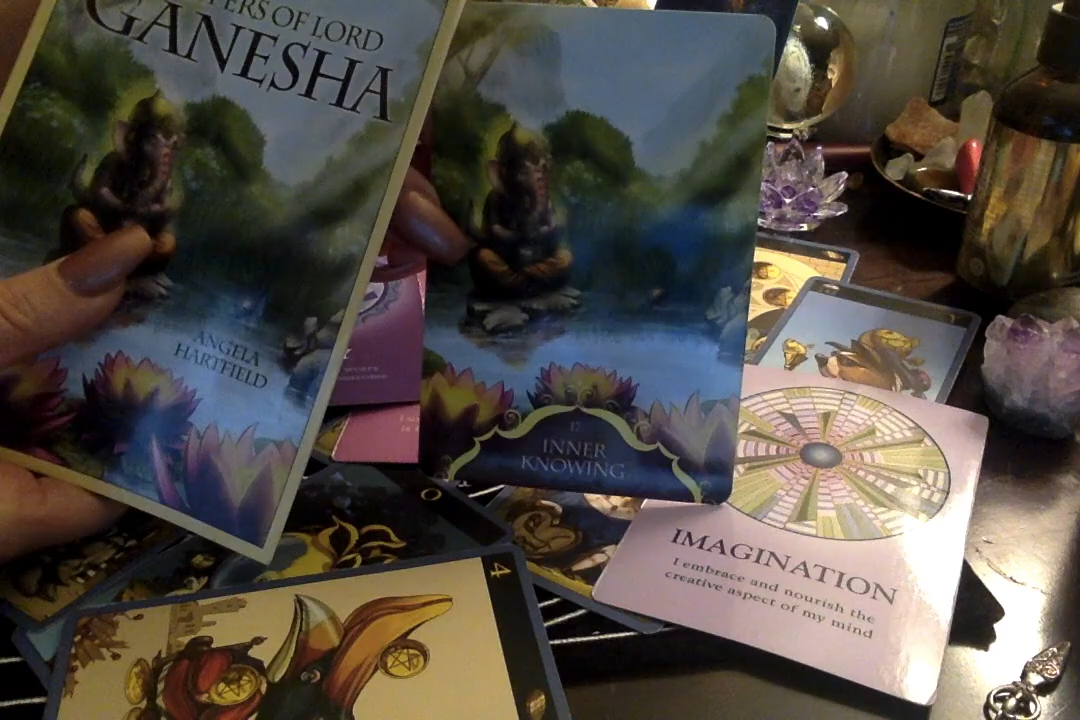 OF LORD
GANESHA
ANGELA
HARTFIELD
17
INNER
KNOWING
IMAGINATION
I embrace and nourish the
creative aspect of my mind
0
4